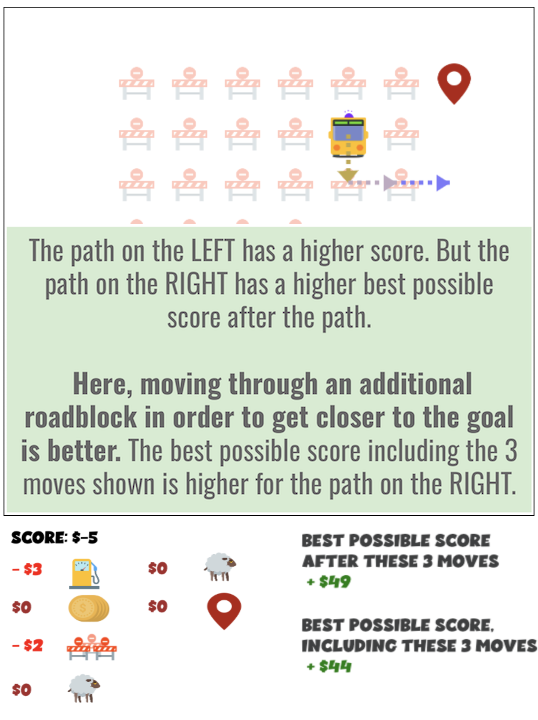 The path on the LEFT has a higher score. But the
path on the RIGHT has a higher best possible
score after the path.
Here, moving through an additional
roadblock in order to get closer to the goal
is better. The best possible score including the 3
moves shown is higher for the path on the RIGHT.
SCORE: $-5
- $3
$0
- $2
$0
$0
$0
BEST POSSIBLE SCORE
AFTER THESE 3 MOVES
+ $49
BEST POSSIBLE SCORE,
INCLUDING THESE 3 MOVES
+ $44